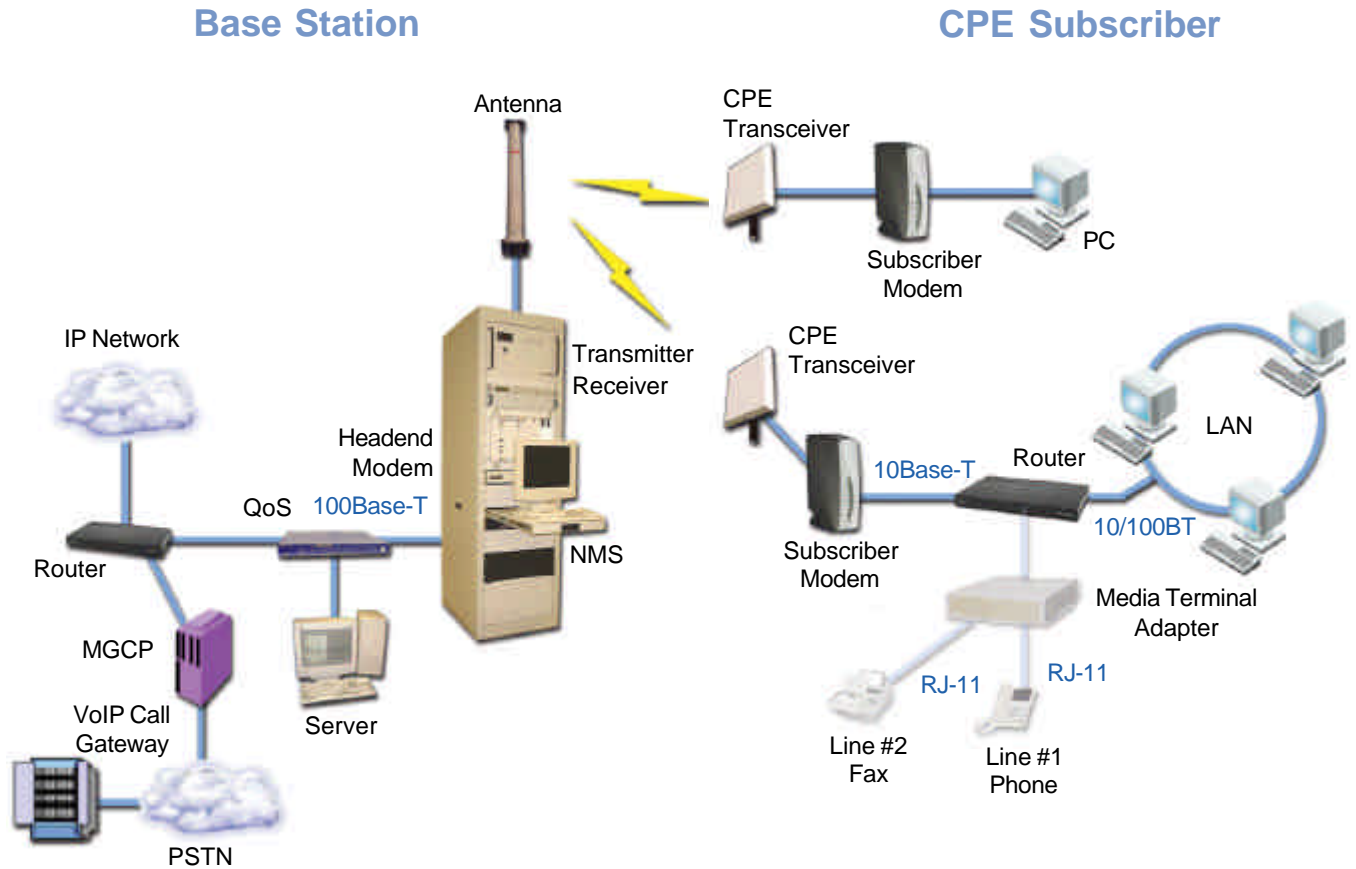 Base Station
CPE Subscriber
Antenna
CPE
Transceiver
Subscriber
Modem
PC
IP Network
Transmitter
Receiver
Headend
Modem
QoS
100Base-T
NMS
Router
MGCP
Server
VoIP Call
Gateway
PSTN
CPE
Transceiver
LAN
Router
10Base-T
10/100BT
Subscriber
Modem
Media Terminal
Adapter
RJ-11
RJ-11
Line #2
Fax
Line #1
Phone